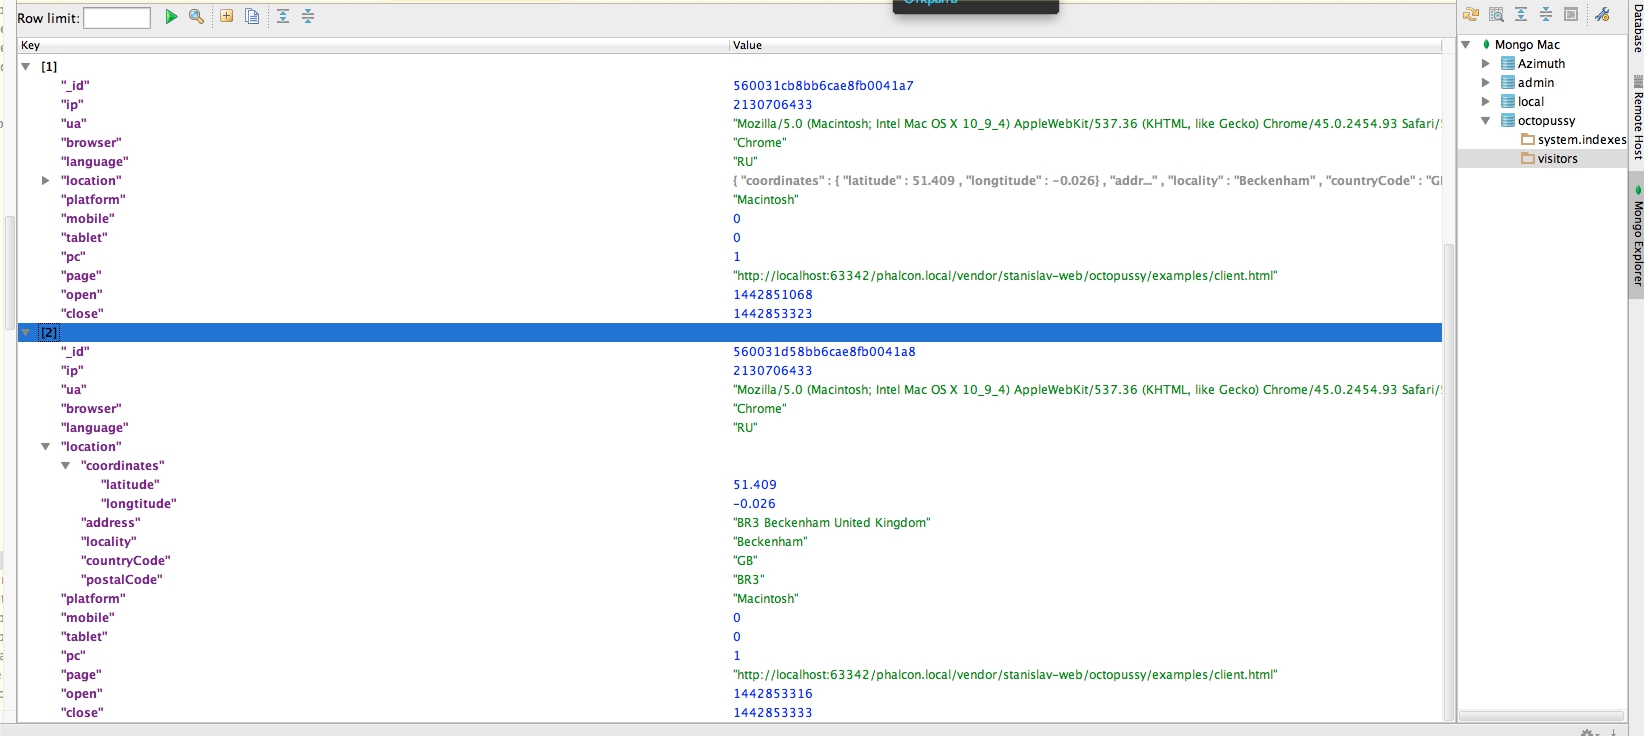 Открыта
Row limit:
Key Value
[1]
"_id" 560031cb8bb6cae8fb0041a7
"ip" 2130706433
"ua" "Mozilla/5.0 (Macintosh; Intel Mac OS X 10_9_4) AppleWebKit/537.36 (KHTML, like Gecko) Chrome/45.0.2454.93 Safari/
"browser" "Chrome"
"language" "RU"
"location" { "coordinates" : { "latitude" : 51.409 , "longtitude" : -0.026} , "addr..." , "locality" : "Beckenham" , "countryCode" : "GI
"platform" "Macintosh"
"mobile" 0
"tablet" 0
"pc" 1
"page" "http://localhost:63342/phalcon.local/vendor/stanislav-web/octopussy/examples/client.html"
"open" 1442851068
"close" 1442853323
[2]
"_id" 560031d58bb6cae8fb0041a8
"ip" 2130706433
"ua" "Mozilla/5.0 (Macintosh; Intel Mac OS X 10_9_4) AppleWebKit/537.36 (KHTML, like Gecko) Chrome/45.0.2454.93 Safari/
"browser" "Chrome"
"language" "RU"
"location"
"coordinates"
"latitude" 51.409
"longtitude" -0.026
"address" "BR3 Beckenham United Kingdom"
"locality" "Beckenham"
"countryCode" "GB"
"postalCode" "BR3"
"platform" "Macintosh"
"mobile" 0
"tablet" 0
"pc" 1
"page" "http://localhost:63342/phalcon.local/vendor/stanislav-web/octopussy/examples/client.html"
"open" 1442853316
"close" 1442853333
Mongo Mac
Azimuth
admin
local
octopussy
system.indexes
visitors
Database
Remote Host
Mongo Explorer